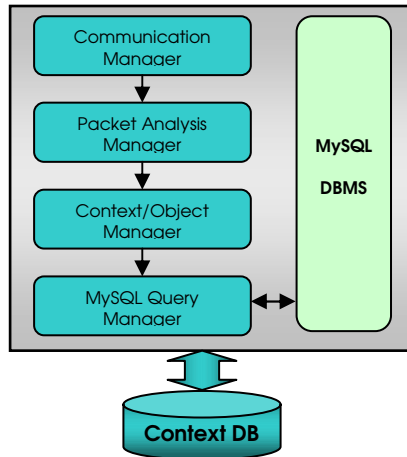 Communication
Manager
Packet Analysis
Manager
MySQL
DBMS
Context/Object
Manager
MySQL Query
Manager
Context DB